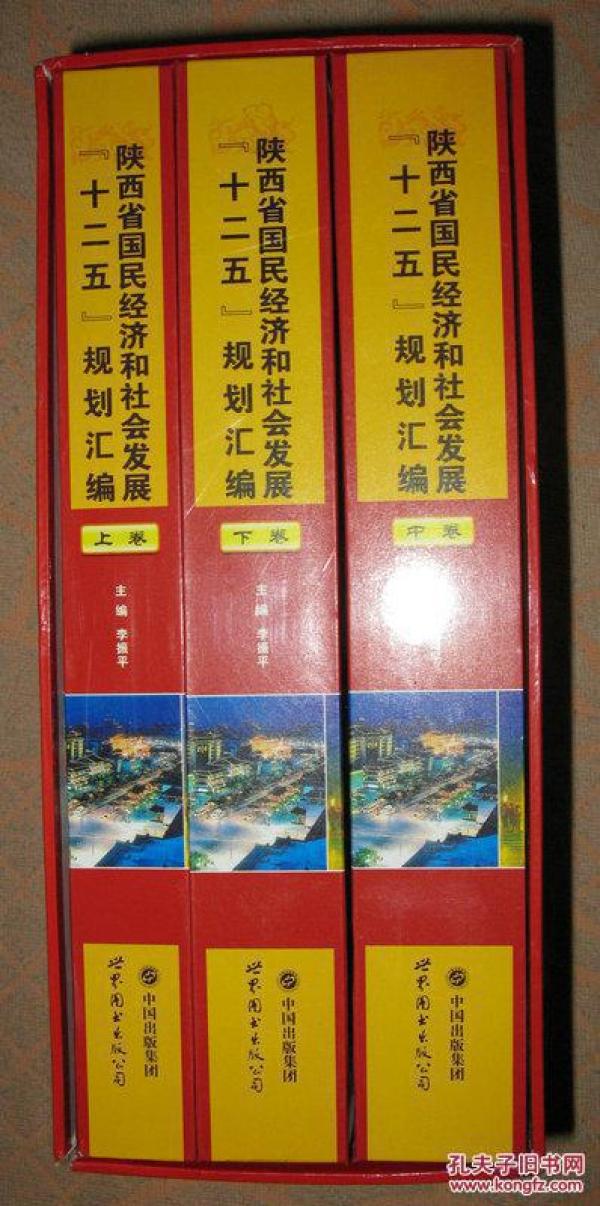 陕西省国民经济和社会发展
『十二五』规划汇编
上卷
主编 李振平
中国出版集团
世界图书出版公司
陕西省国民经济和社会发展
『十二五』规划汇编
下卷
主编 李振平
中国出版集团
世界图书出版公司
陕西省国民经济和社会发展
『十二五』规划汇编
中卷
中国出版集团
世界图书出版公司
孔夫子旧书网
www.kongfz.com